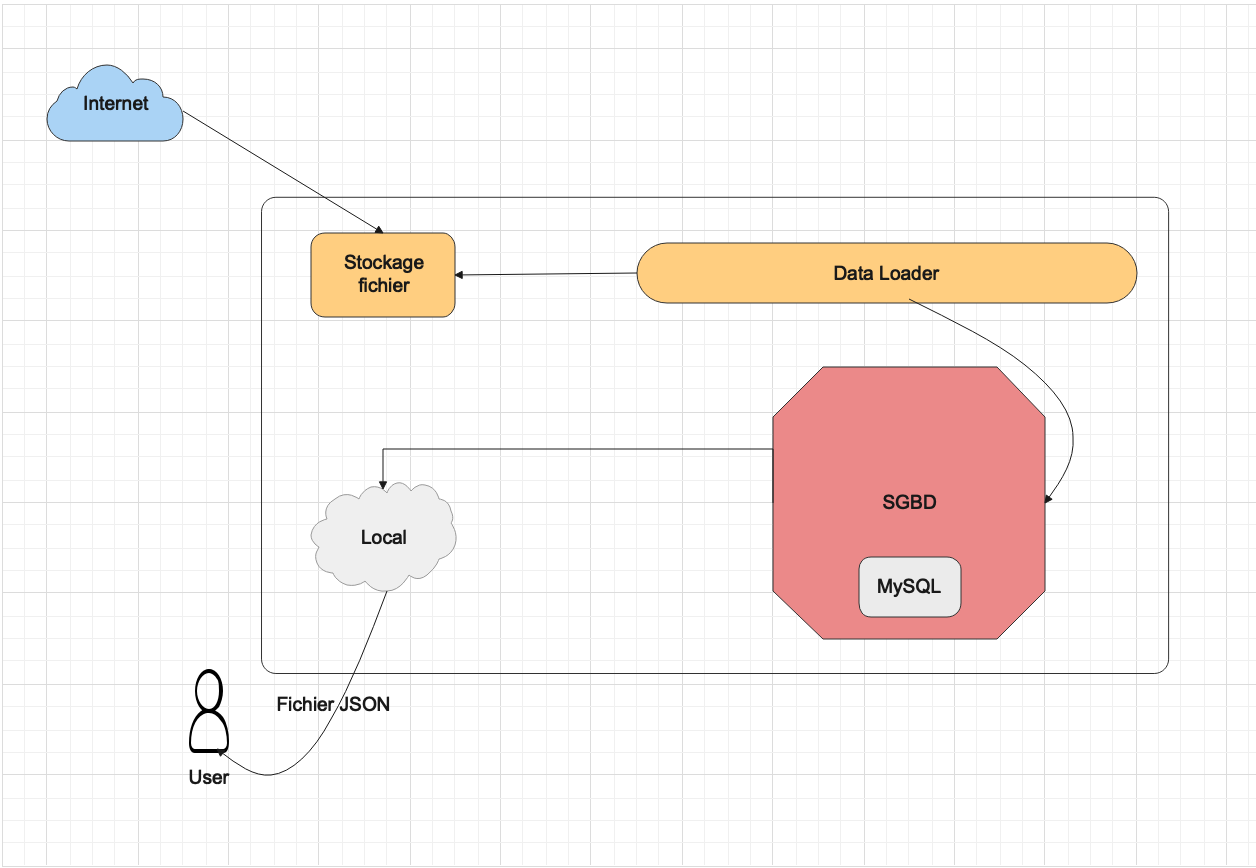 Internet
Stockage
fichier
Data Loader
SGBD
MySQL
Local
Fichier JSON
User